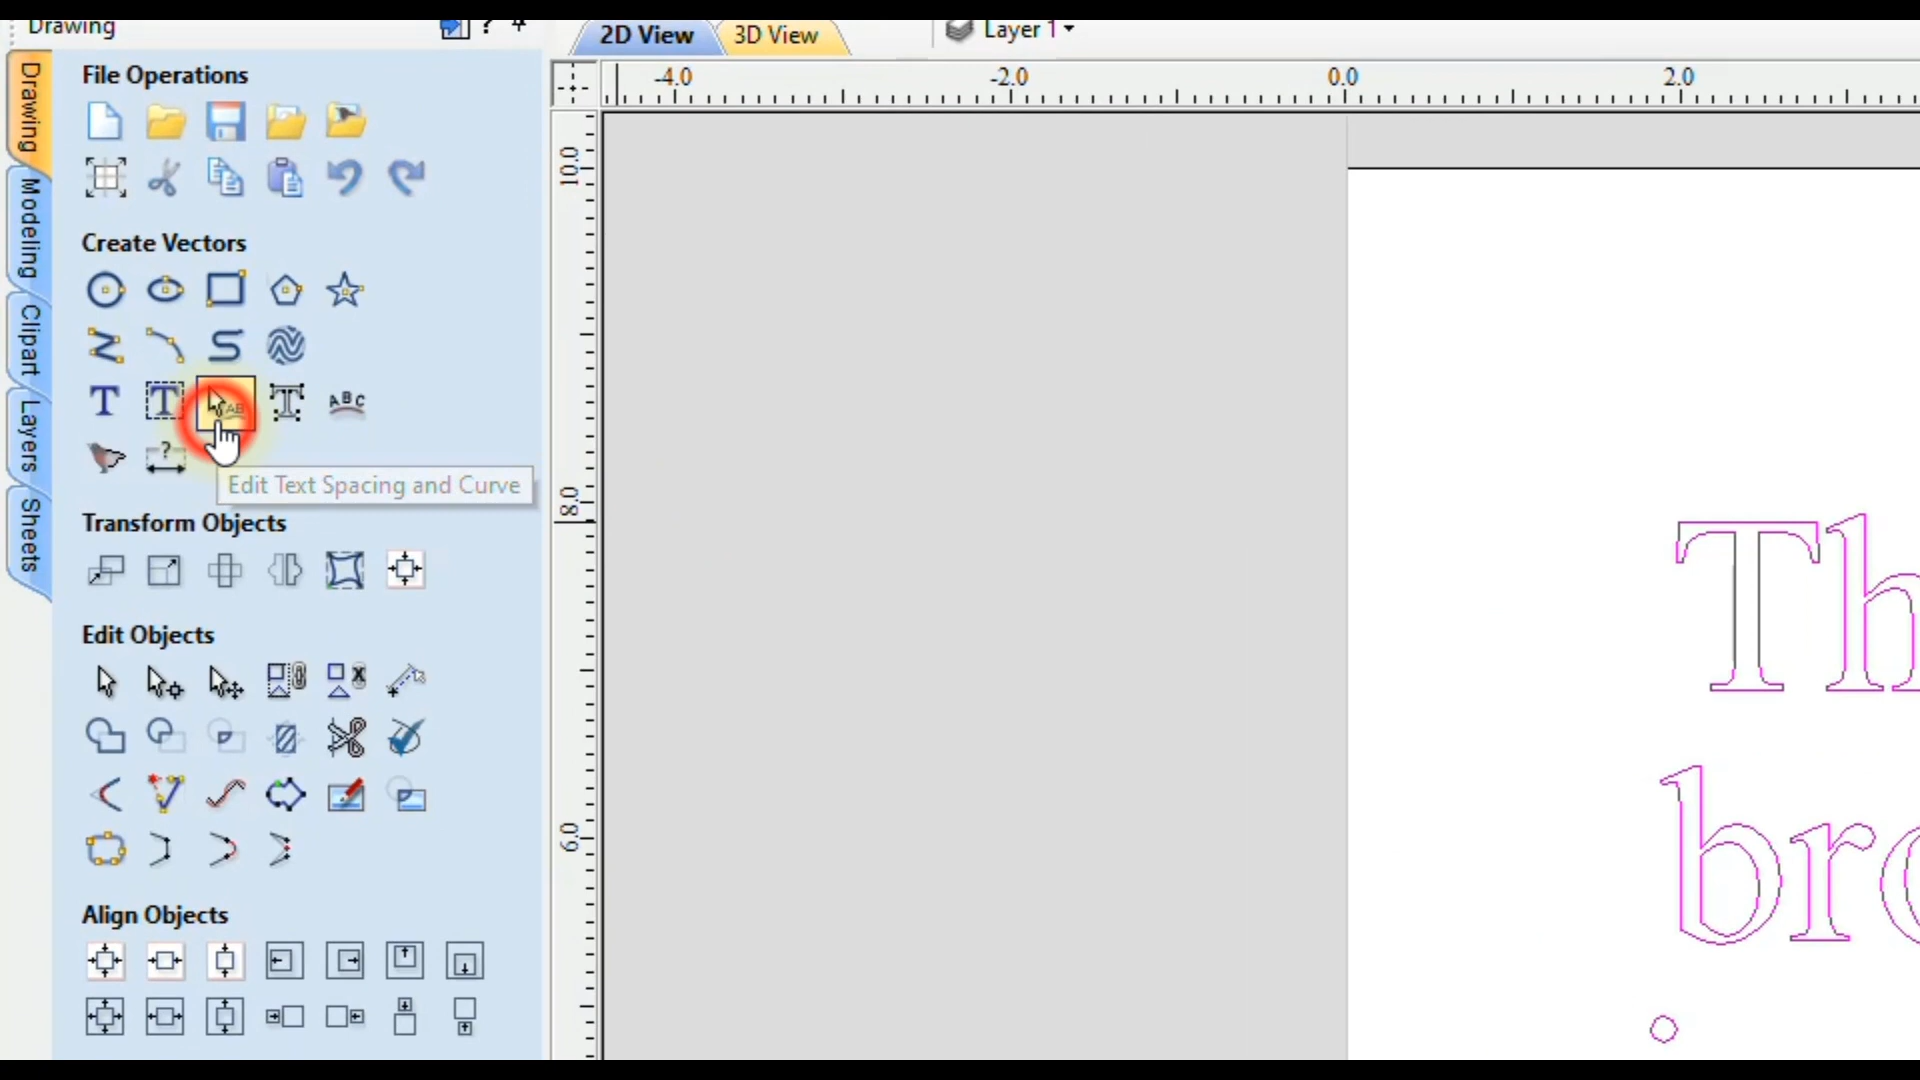 Drawing
?
2D View
3D View
Layer 1
Drawing
Modeling
Clipart
Layers
Sheets
File Operations
Create Vectors
T
T
AB
T
ABC
?
Edit Text Spacing and Curve
Transform Objects
Edit Objects
Align Objects
-4.0
-2.0
0.0
2.0
10.0
8.0
6.0
Th
bro